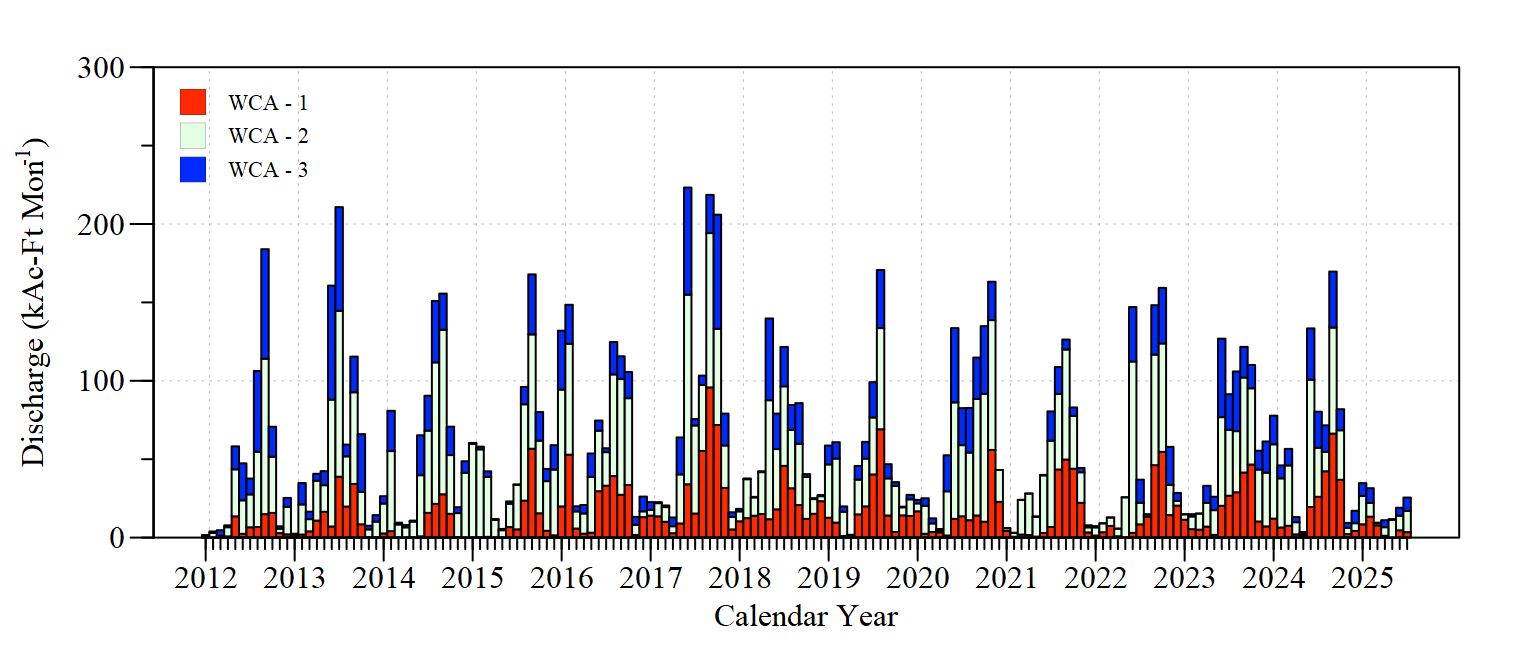 300
200
100
0
Discharge (kAc-Ft Mon⁻¹)
WCA - 1
WCA - 2
WCA - 3
2012 2013 2014 2015 2016 2017 2018 2019 2020 2021 2022 2023 2024 2025
Calendar Year